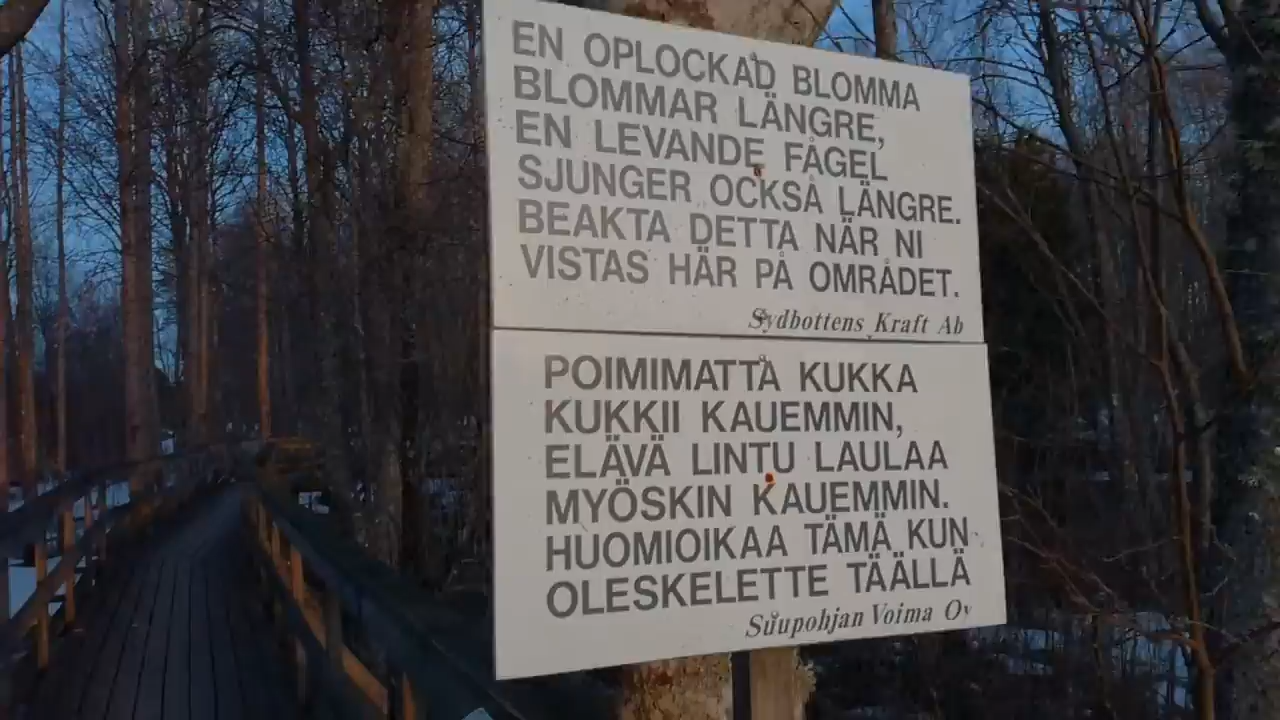 EN OPLOCKAD BLOMMA
BLOMMAR LÄNGRE,
EN LEVANDE FÅGEL
SJUNGER OCKSÅ LÄNGRE.
BEAKTA DETTA NÄR NI
VISTAS HÄR PÅ OMRÅDET.
Sydbottens Kraft Ab
POIMIMATTA KUKKA
KUKKII KAUEMMIN,
ELÄVÄ LINTU LAULAA
MYÖSKIN KAUEMMIN.
HUOMIOIKAA TÄMÄ KUN
OLESKELETTE TÄÄLLÄ
Suupohjan Voima Oy